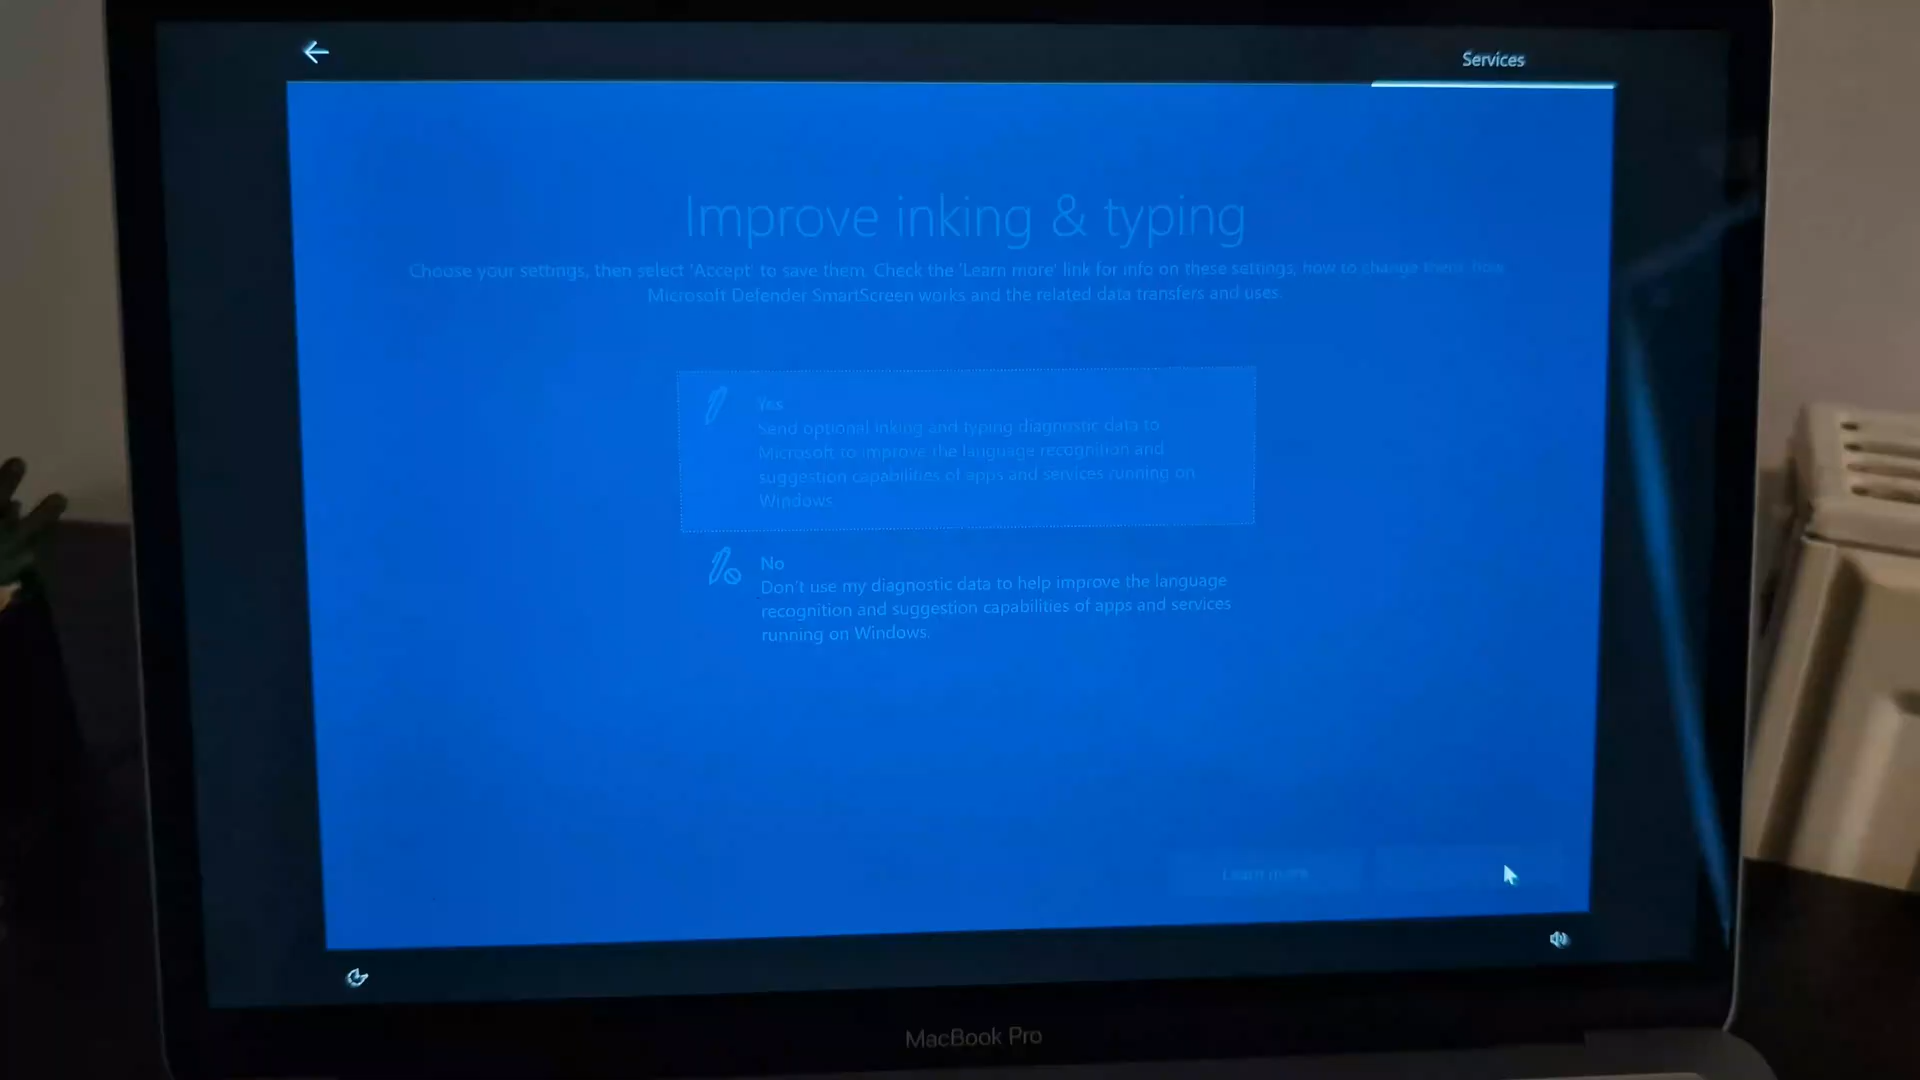 Services
Improve inking & typing
Choose your settings, then select 'Accept' to save them. Check the 'Learn more' link for info on these settings, how to change them, how
Microsoft Defender SmartScreen works and the related data transfers and uses.
Yes
Send optional inking and typing diagnostic data to
Microsoft to improve the language recognition and
suggestion capabilities of apps and services running on
Windows.
No
Don't use my diagnostic data to help improve the language
recognition and suggestion capabilities of apps and services
running on Windows.
Learn more
MacBook Pro